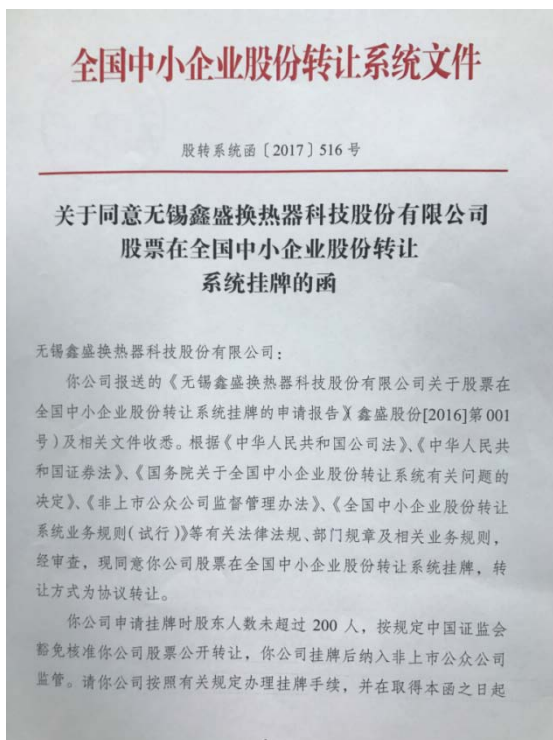 全国中小企业股份转让系统文件
股转系统函〔2017〕516 号
关于同意无锡鑫盛换热器科技股份有限公司
股票在全国中小企业股份转让
系统挂牌的函
无锡鑫盛换热器科技股份有限公司：
你公司报送的《无锡鑫盛换热器科技股份有限公司关于股票在
全国中小企业股份转让系统挂牌的申请报告》（鑫盛股份[2016]第 001
号）及相关文件收悉。根据《中华人民共和国公司法》、《中华人民共
和国证券法》、《国务院关于全国中小企业股份转让系统有关问题的
决定》、《非上市公众公司监督管理办法》、《全国中小企业股份转让
系统业务规则（试行）》等有关法律法规、部门规章及相关业务规则，
经审查，现同意你公司股票在全国中小企业股份转让系统挂牌，转
让方式为协议转让。
你公司申请挂牌时股东人数未超过 200 人，按规定中国证监会
豁免核准你公司股票公开转让，你公司挂牌后纳入非上市公众公司
监管。请你公司按照有关规定办理挂牌手续，并在取得本函之日起